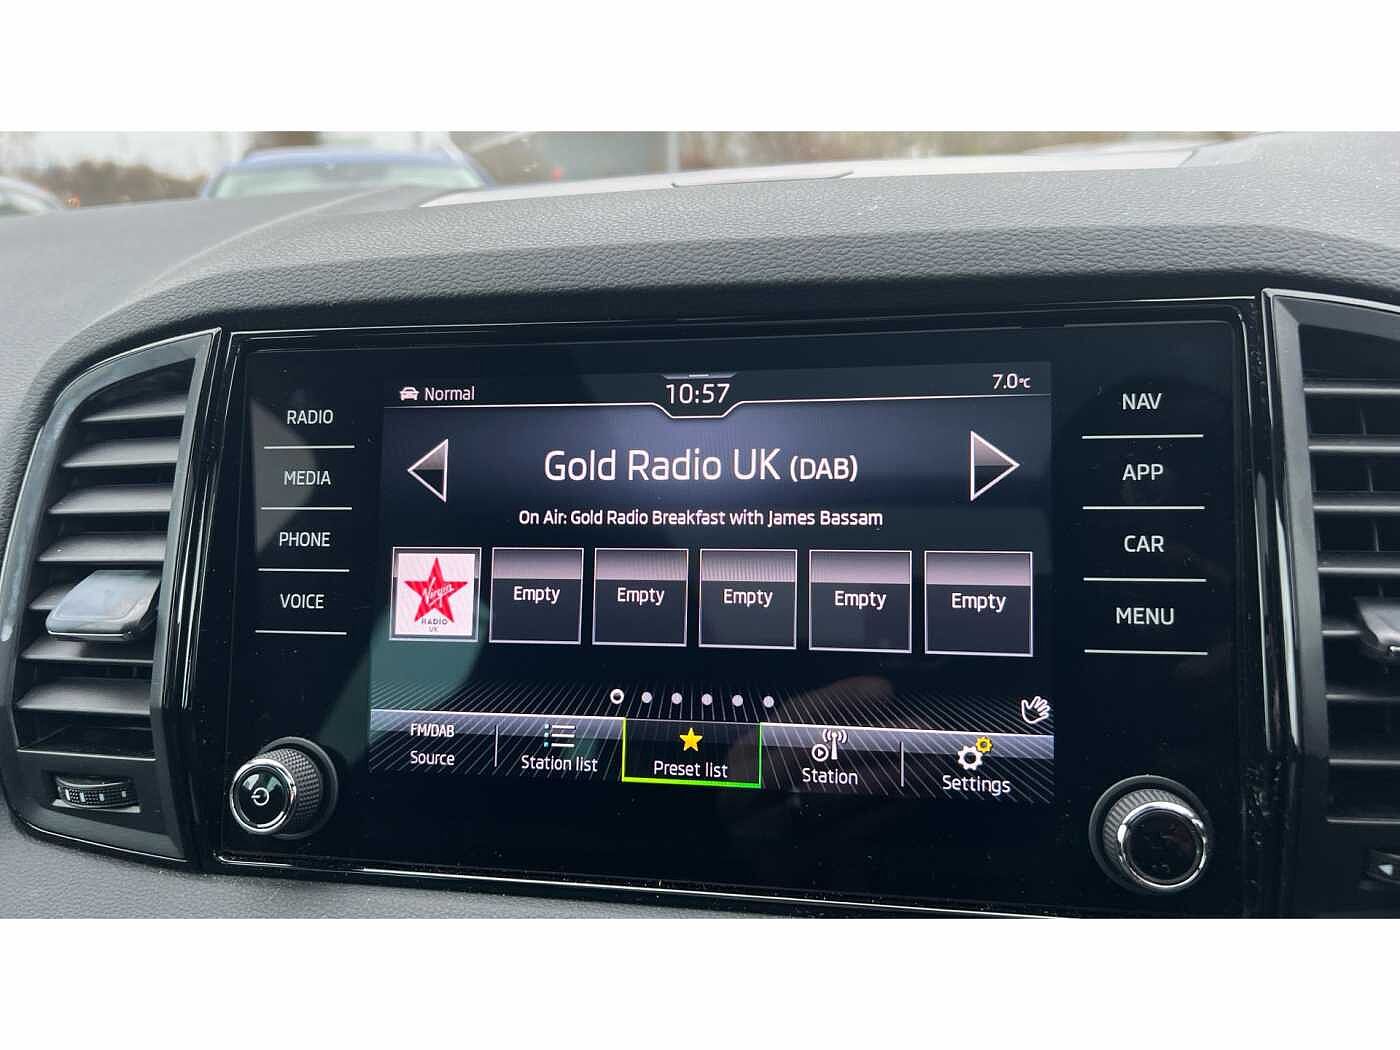 Normal
10:57
7.0°C
RADIO
MEDIA
PHONE
VOICE
Gold Radio UK (DAB)
On Air: Gold Radio Breakfast with James Bassam
Virgin
RADIO
UK
Empty
Empty
Empty
Empty
Empty
FM/DAB
Source
Station list
Preset list
Station
Settings
NAV
APP
CAR
MENU